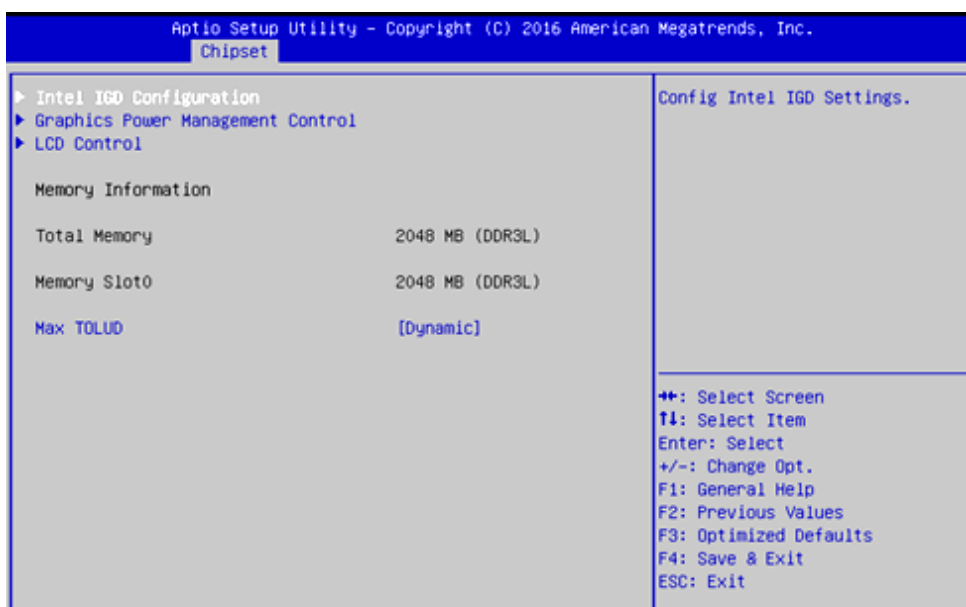 Aptio Setup Utility – Copyright (C) 2016 American Megatrends, Inc.
Chipset
▶ Intel IGD Configuration
▶ Graphics Power Management Control
▶ LCD Control
Memory Information
Total Memory 2048 MB (DDR3L)
Memory Slot0 2048 MB (DDR3L)
Max TOLUD [Dynamic]
Config Intel IGD Settings.
→←: Select Screen
↑↓: Select Item
Enter: Select
+/-: Change Opt.
F1: General Help
F2: Previous Values
F3: Optimized Defaults
F4: Save & Exit
ESC: Exit